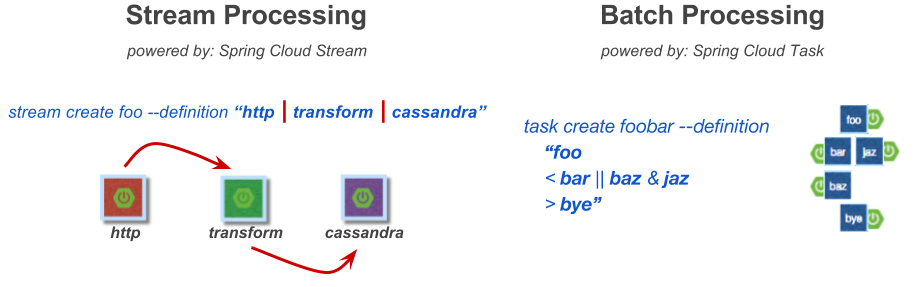 Stream Processing
powered by: Spring Cloud Stream
stream create foo --definition “http | transform | cassandra”
http
transform
cassandra
Batch Processing
powered by: Spring Cloud Task
task create foobar --definition
“foo
< bar || baz & jaz
> bye”
foo
bar jaz
baz
bye